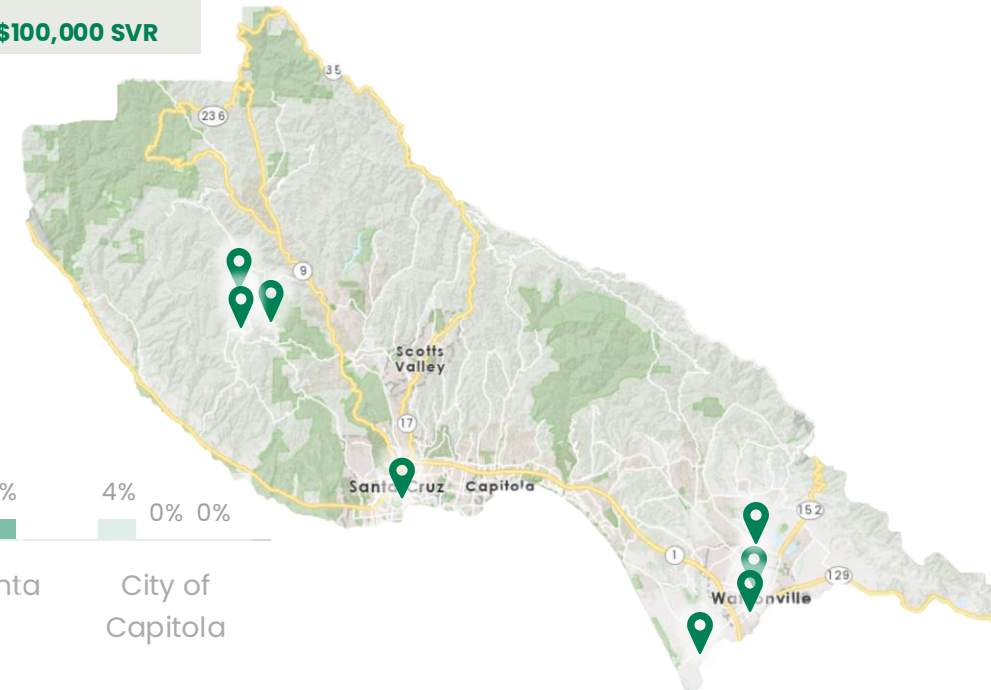 $100,000 SVR
35
236
9
Scotts
Valley
17
Santa Cruz
Capitola
%
4%
0%
0%
152
1
129
Watsonville
nta
City of
Capitola